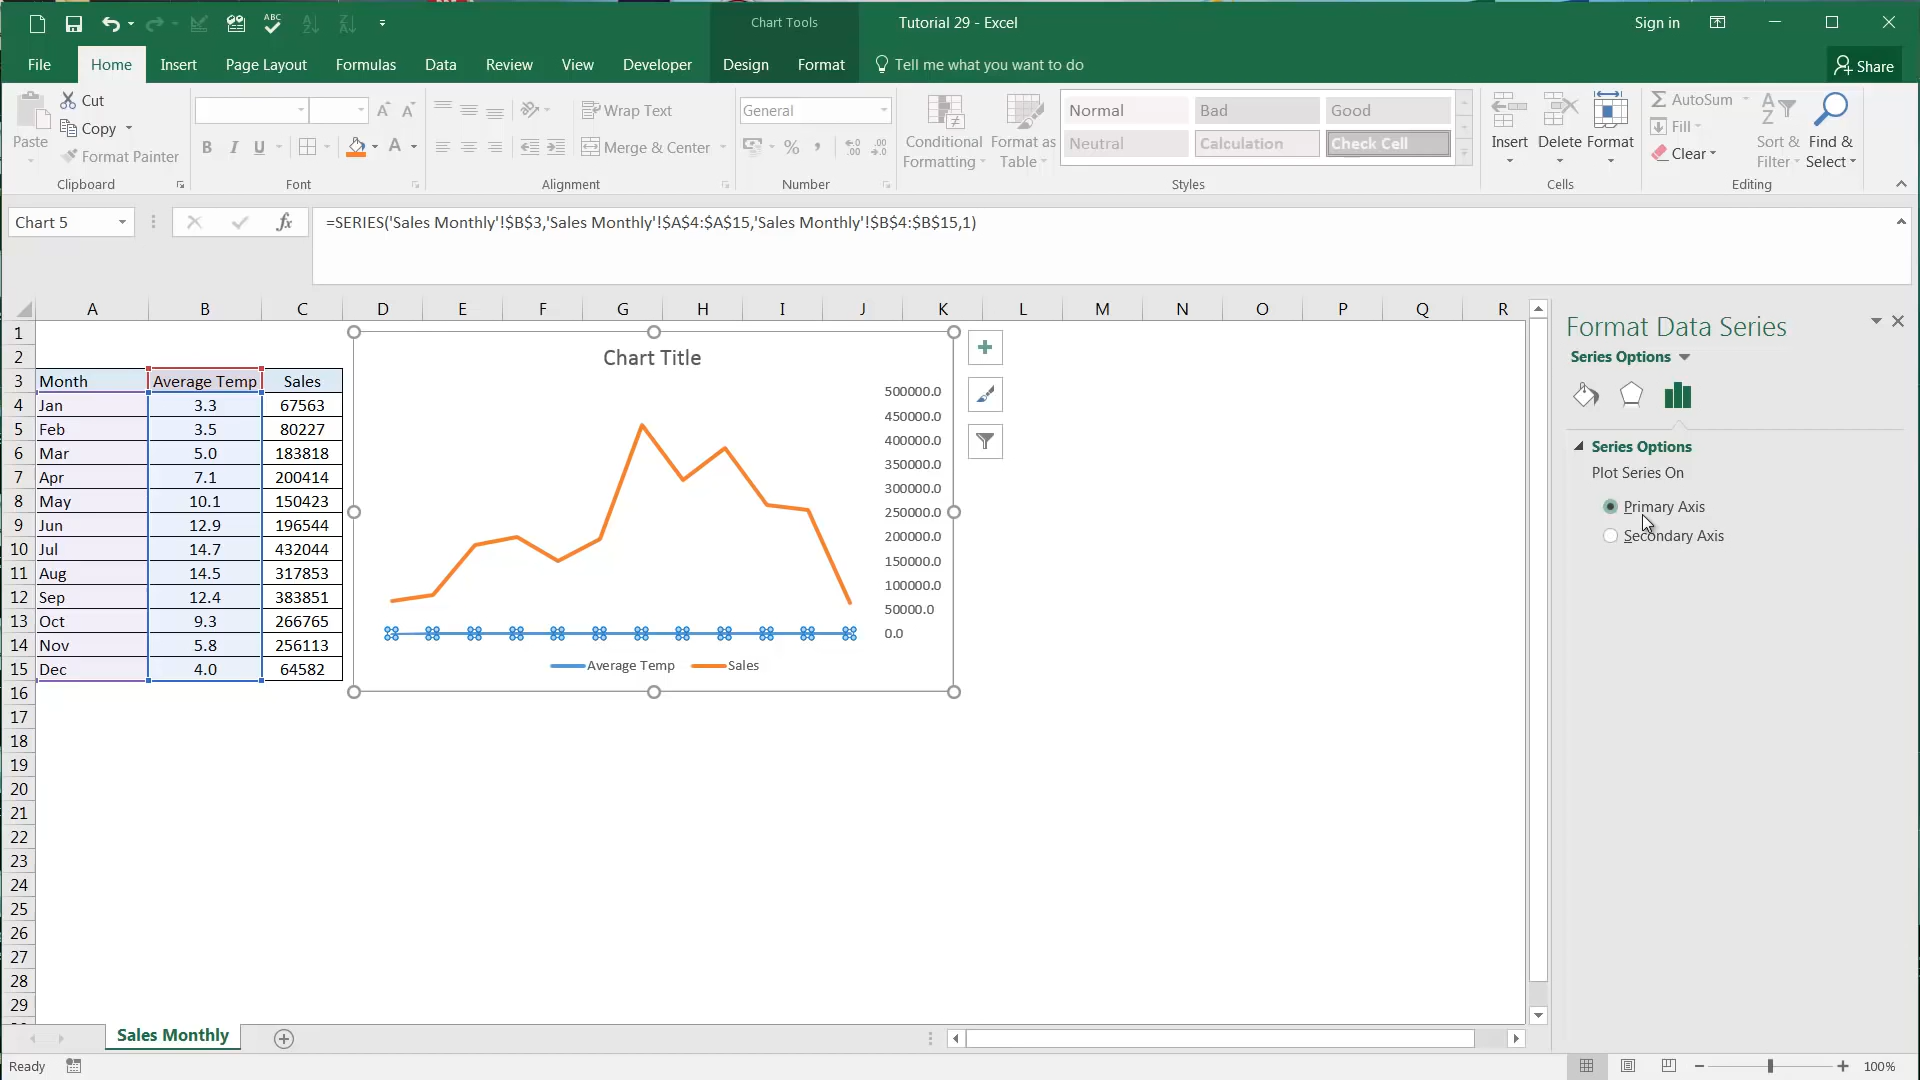 ABC
Chart Tools
Tutorial 29 - Excel
Sign in
File Home Insert Page Layout Formulas Data Review View Developer Design Format Tell me what you want to do Share
Paste
Cut
Copy
Format Painter
Clipboard
B I U
A A
A
Font
Wrap Text
Merge & Center
Alignment
General
%
Number
Conditional Formatting
Format as Table
Normal Bad Good
Neutral Calculation Check Cell
Styles
Insert Delete Format
Cells
AutoSum
Fill
Clear
Sort & Filter
Find & Select
Editing
Chart 5
fx
=SERIES('Sales Monthly'!$B$3,'Sales Monthly'!$A$4:$A$15,'Sales Monthly'!$B$4:$B$15,1)
A B C D E F G H I J K L M N O P Q R
1
2
3 Month Average Temp Sales
4 Jan 3.3 67563
5 Feb 3.5 80227
6 Mar 5.0 183818
7 Apr 7.1 200414
8 May 10.1 150423
9 Jun 12.9 196544
10 Jul 14.7 432044
11 Aug 14.5 317853
12 Sep 12.4 383851
13 Oct 9.3 266765
14 Nov 5.8 256113
15 Dec 4.0 64582
16
17
18
19
20
21
22
23
24
25
26
27
28
29
Chart Title
500000.0
450000.0
400000.0
350000.0
300000.0
250000.0
200000.0
150000.0
100000.0
50000.0
0.0
Average Temp Sales
Format Data Series
Series Options
Series Options
Plot Series On
Primary Axis
Secondary Axis
Sales Monthly
Ready
100%